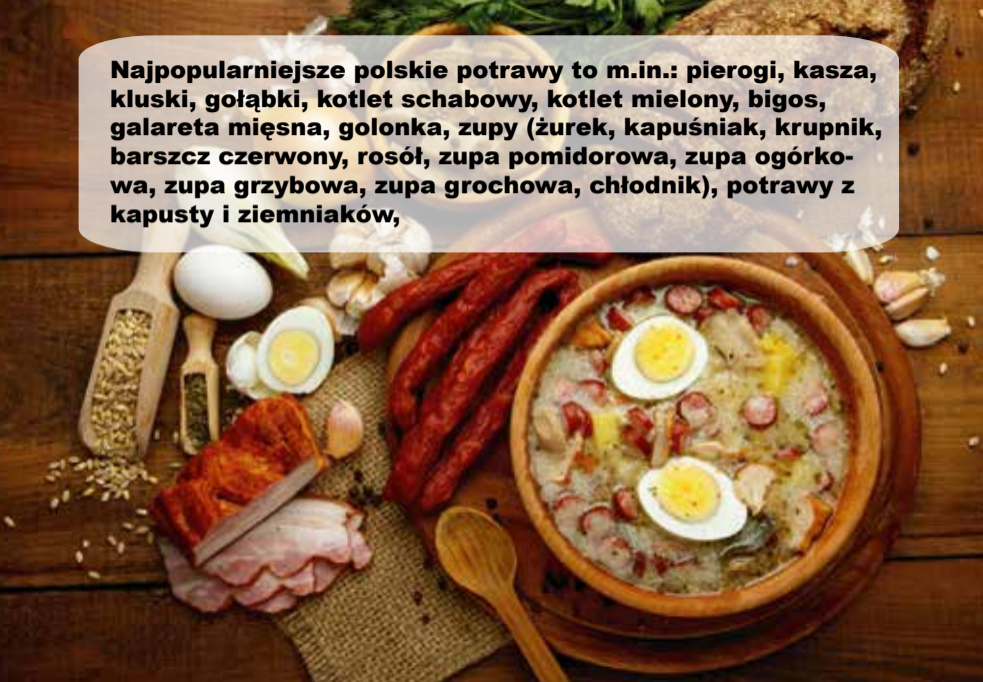 Najpopularniejsze polskie potrawy to m.in.: pierogi, kasza,
kluski, gołąbki, kotlet schabowy, kotlet mielony, bigos,
galareta mięsna, golonka, zupy (żurek, kapuśniak, krupnik,
barszcz czerwony, rosół, zupa pomidorowa, zupa ogórko-
wa, zupa grzybowa, zupa grochowa, chłodnik), potrawy z
kapusty i ziemniaków,